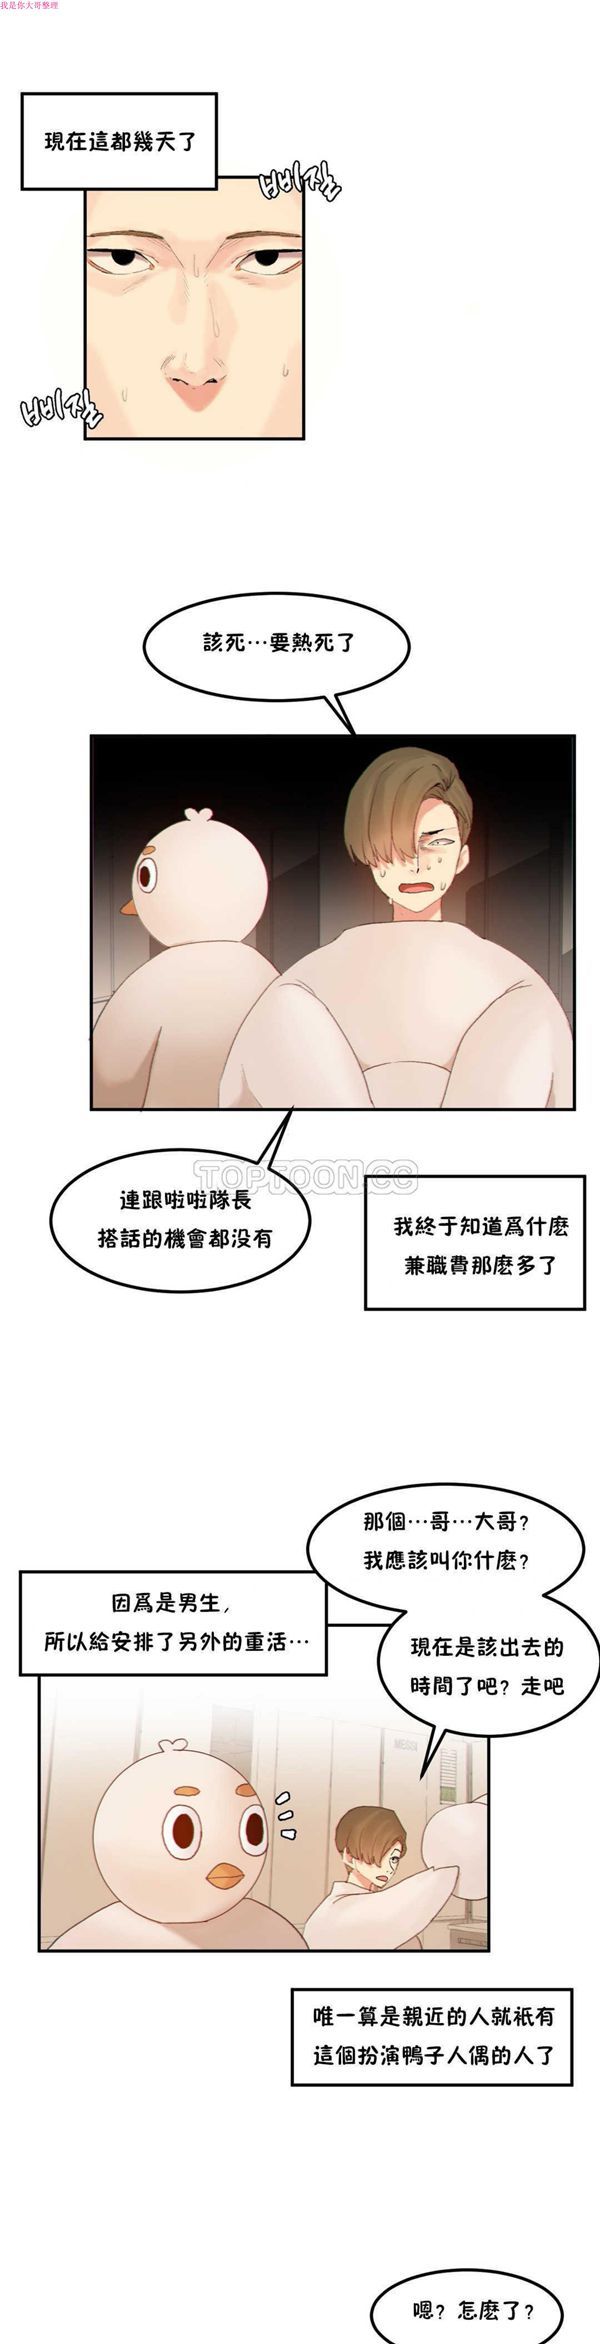 我是你大哥整理
現在這都幾天了
삐삐질
삐삐질
該死…要熱死了
連跟啦啦隊長
搭話的機會都没有
TOPTOON.CC
我終于知道爲什麽
兼職費那麽多了
那個…哥…大哥?
我應該叫你什麽?
因爲是男生,
所以給安排了另外的重活…
現在是該出去的
時間了吧? 走吧
MESSI
唯一算是親近的人就衹有
這個扮演鴨子人偶的人了
嗯? 怎麽了?